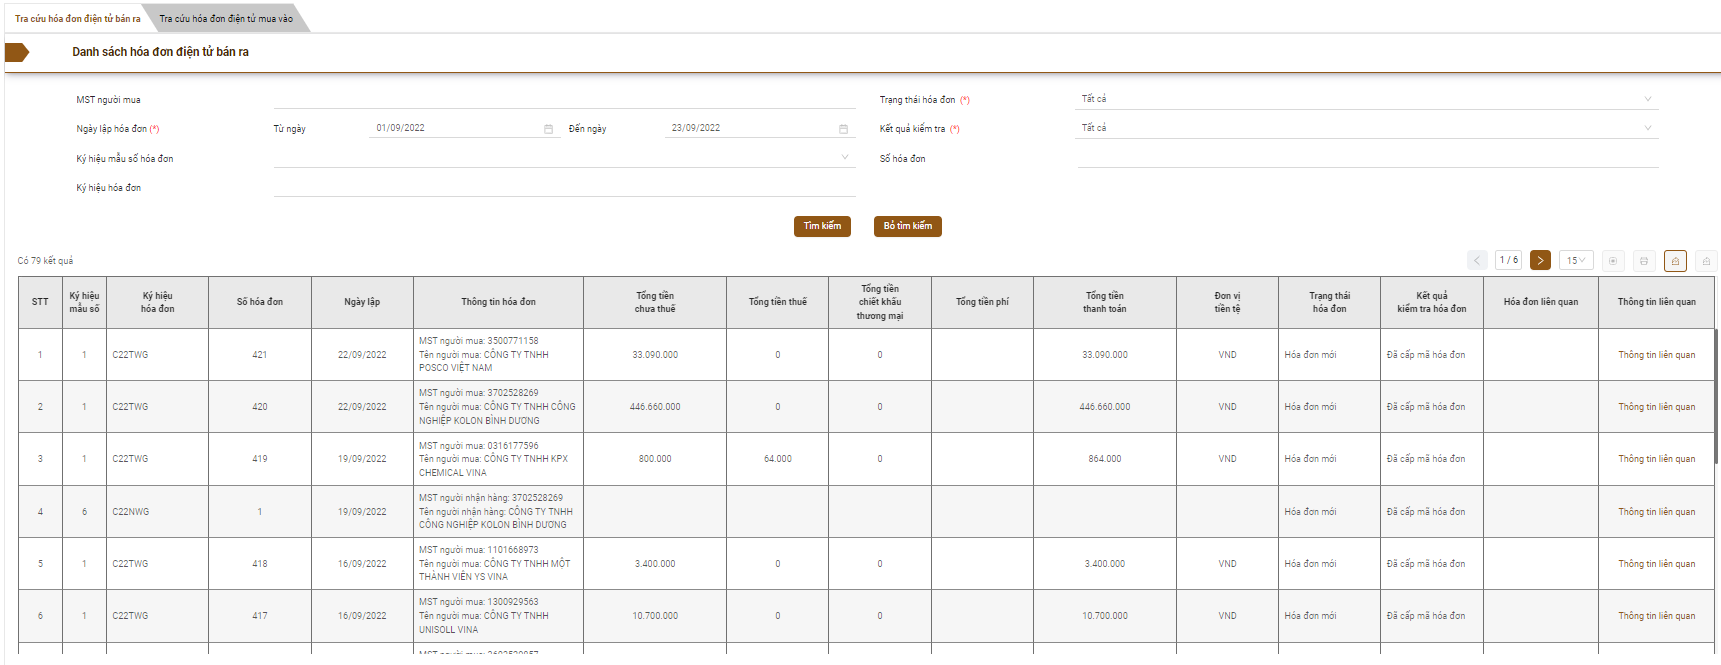 Tra cứu hóa đơn điện tử bán ra
Tra cứu hóa đơn điện tử mua vào
Danh sách hóa đơn điện tử bán ra
MST người mua
Trạng thái hóa đơn (*)
Tất cả
Ngày lập hóa đơn (*)
Từ ngày
01/09/2022
Đến ngày
23/09/2022
Kết quả kiểm tra (*)
Tất cả
Ký hiệu mẫu số hóa đơn
Số hóa đơn
Ký hiệu hóa đơn
Tìm kiếm
Bỏ tìm kiếm
Có 79 kết quả
1 / 6
15
STT
Ký hiệu
mẫu số
Ký hiệu
hóa đơn
Số hóa đơn
Ngày lập
Thông tin hóa đơn
Tổng tiền
chưa thuế
Tổng tiền thuế
Tổng tiền
chiết khấu
thương mại
Tổng tiền phí
Tổng tiền
thanh toán
Đơn vị
tiền tệ
Trạng thái
hóa đơn
Kết quả
kiểm tra hóa đơn
Hóa đơn liên quan
Thông tin liên quan
1
1
C22TWG
421
22/09/2022
MST người mua: 3500771158
Tên người mua: CÔNG TY TNHH
POSCO VIỆT NAM
33.090.000
0
0
33.090.000
VND
Hóa đơn mới
Đã cấp mã hóa đơn
Thông tin liên quan
2
1
C22TWG
420
22/09/2022
MST người mua: 3702528269
Tên người mua: CÔNG TY TNHH CÔNG
NGHIỆP KOLON BÌNH DƯƠNG
446.660.000
0
0
446.660.000
VND
Hóa đơn mới
Đã cấp mã hóa đơn
Thông tin liên quan
3
1
C22TWG
419
19/09/2022
MST người mua: 0316177596
Tên người mua: CÔNG TY TNHH KPX
CHEMICAL VINA
800.000
64.000
0
864.000
VND
Hóa đơn mới
Đã cấp mã hóa đơn
Thông tin liên quan
4
6
C22NWG
1
19/09/2022
MST người nhận hàng: 3702528269
Tên người nhận hàng: CÔNG TY TNHH
CÔNG NGHIỆP KOLON BÌNH DƯƠNG
Hóa đơn mới
Đã cấp mã hóa đơn
Thông tin liên quan
5
1
C22TWG
418
16/09/2022
MST người mua: 1101668973
Tên người mua: CÔNG TY TNHH MỘT
THÀNH VIÊN YS VINA
3.400.000
0
0
3.400.000
VND
Hóa đơn mới
Đã cấp mã hóa đơn
Thông tin liên quan
6
1
C22TWG
417
16/09/2022
MST người mua: 1300929563
Tên người mua: CÔNG TY TNHH
UNISOLL VINA
10.700.000
0
0
10.700.000
VND
Hóa đơn mới
Đã cấp mã hóa đơn
Thông tin liên quan